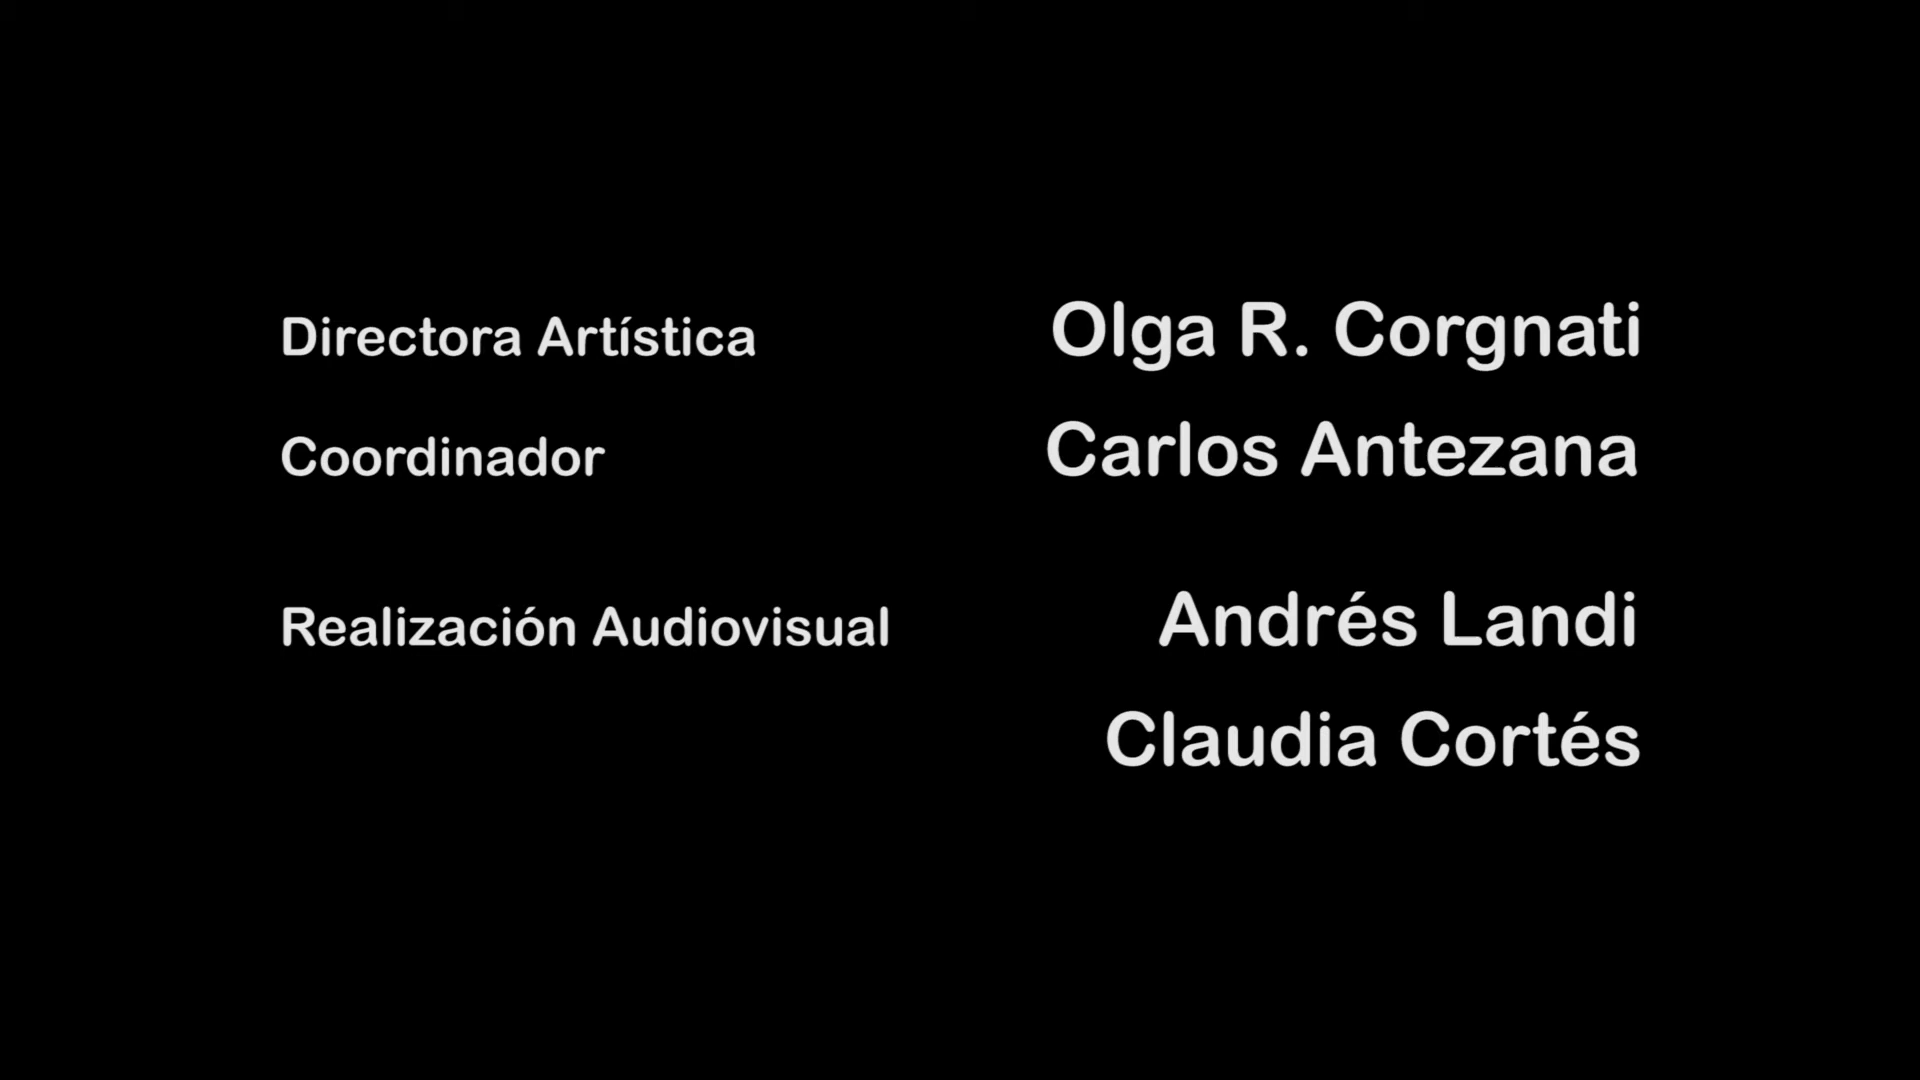 Directora Artística Olga R. Corgnati
Coordinador Carlos Antezana
Realización Audiovisual Andrés Landi
Claudia Cortés